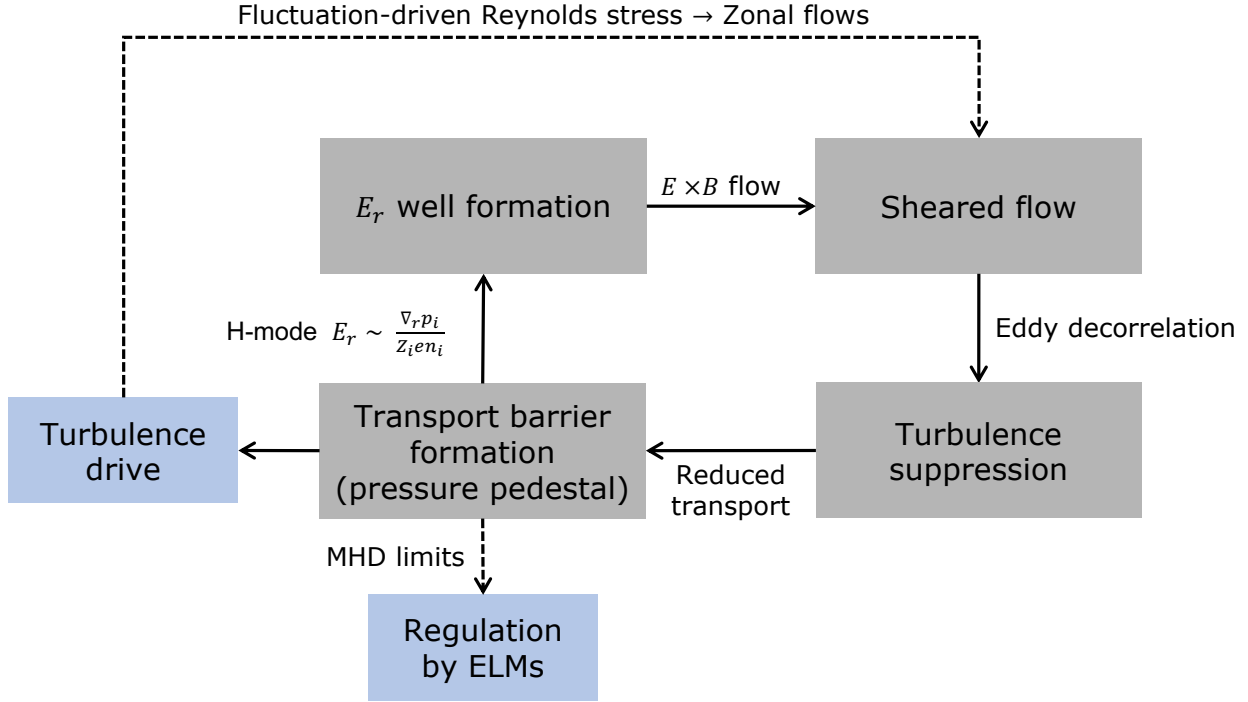 Fluctuation-driven Reynolds stress → Zonal flows
E_r well formation
E ×B flow
Sheared flow
H-mode E_r ~ ∇_r p_i / Z_i e n_i
Eddy decorrelation
Turbulence
drive
Transport barrier
formation
(pressure pedestal)
Reduced
transport
Turbulence
suppression
MHD limits
Regulation
by ELMs